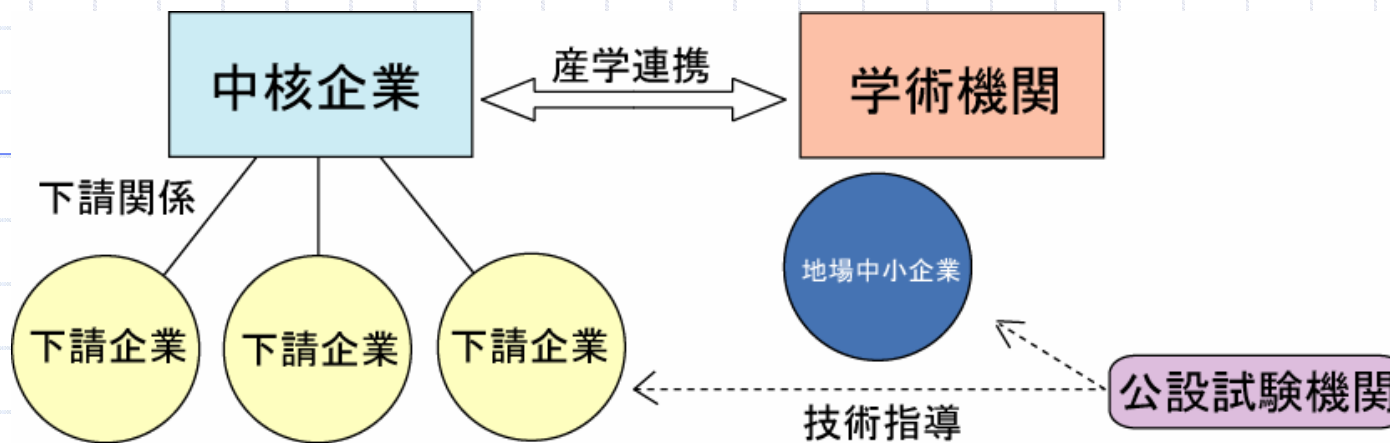 中核企業
産学連携
学術機関
下請関係
地場中小企業
下請企業
下請企業
下請企業
公設試験機関
技術指導